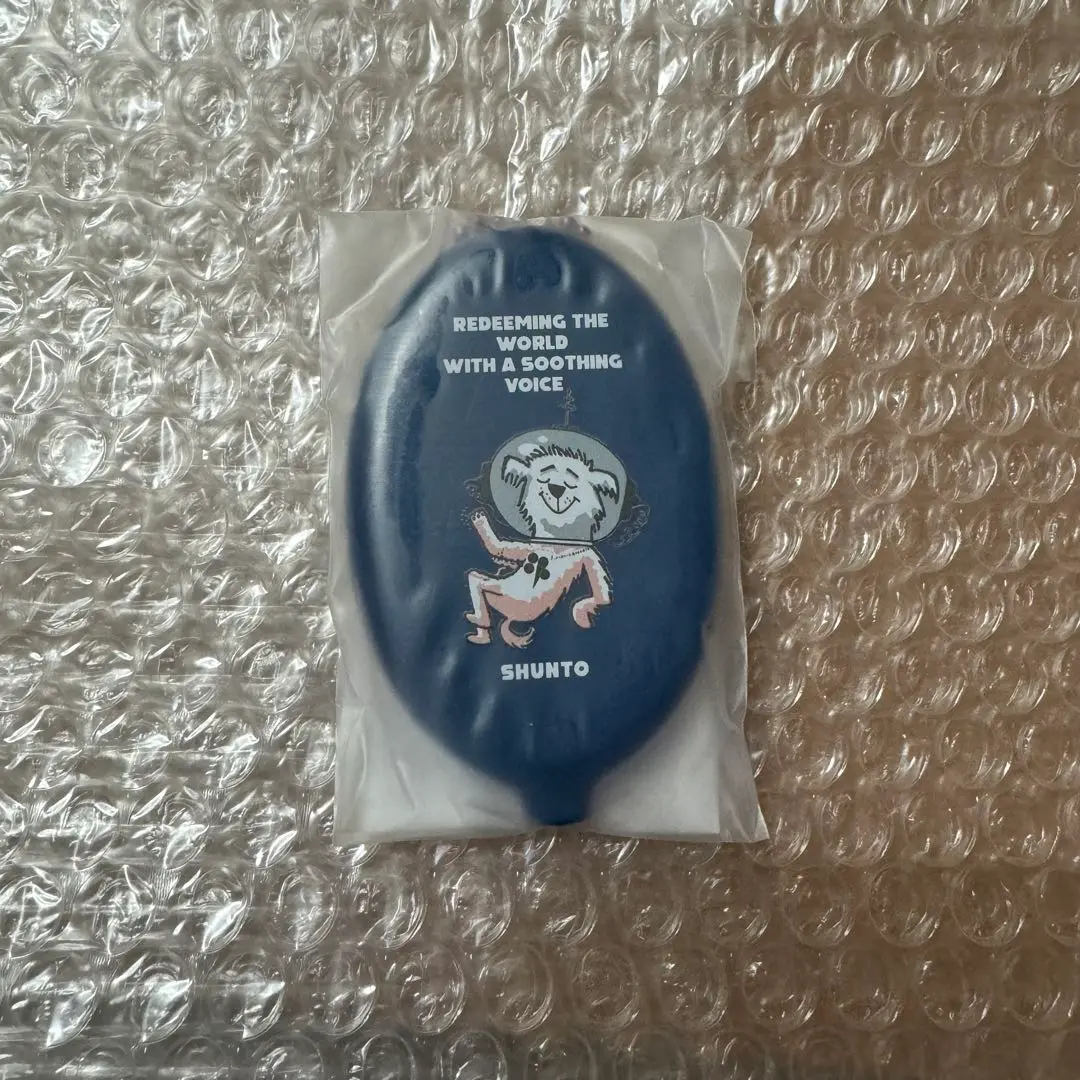 REDEEMING THE
WORLD
WITH A SOOTHING
VOICE
SHUNTO